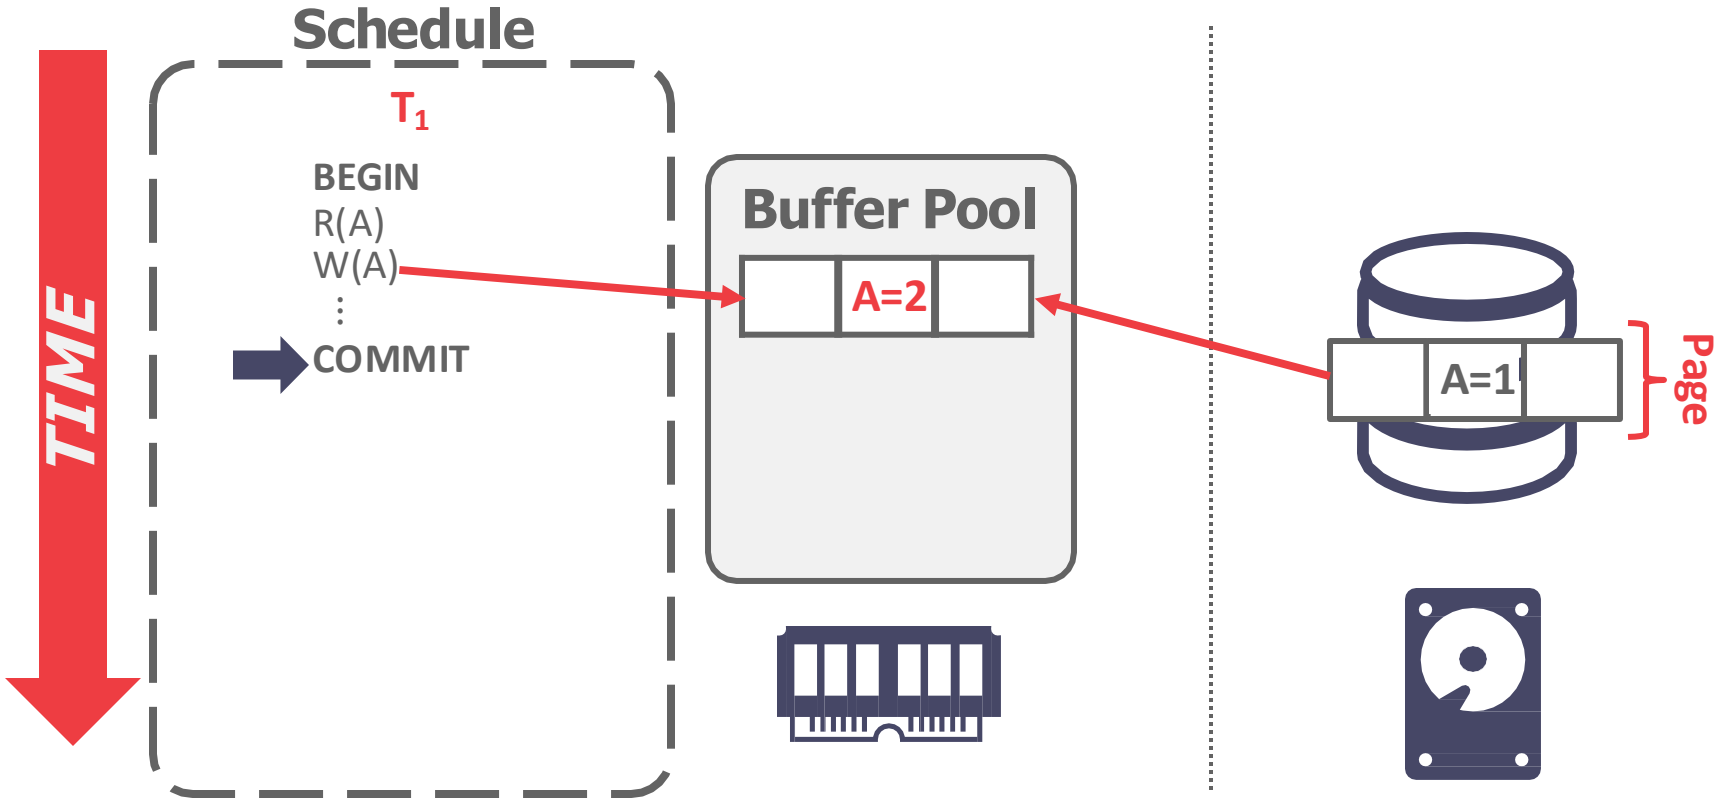 Schedule
TIME
T₁
BEGIN
R(A)
W(A)
⋮
COMMIT
Buffer Pool
A=2
A=1
Page